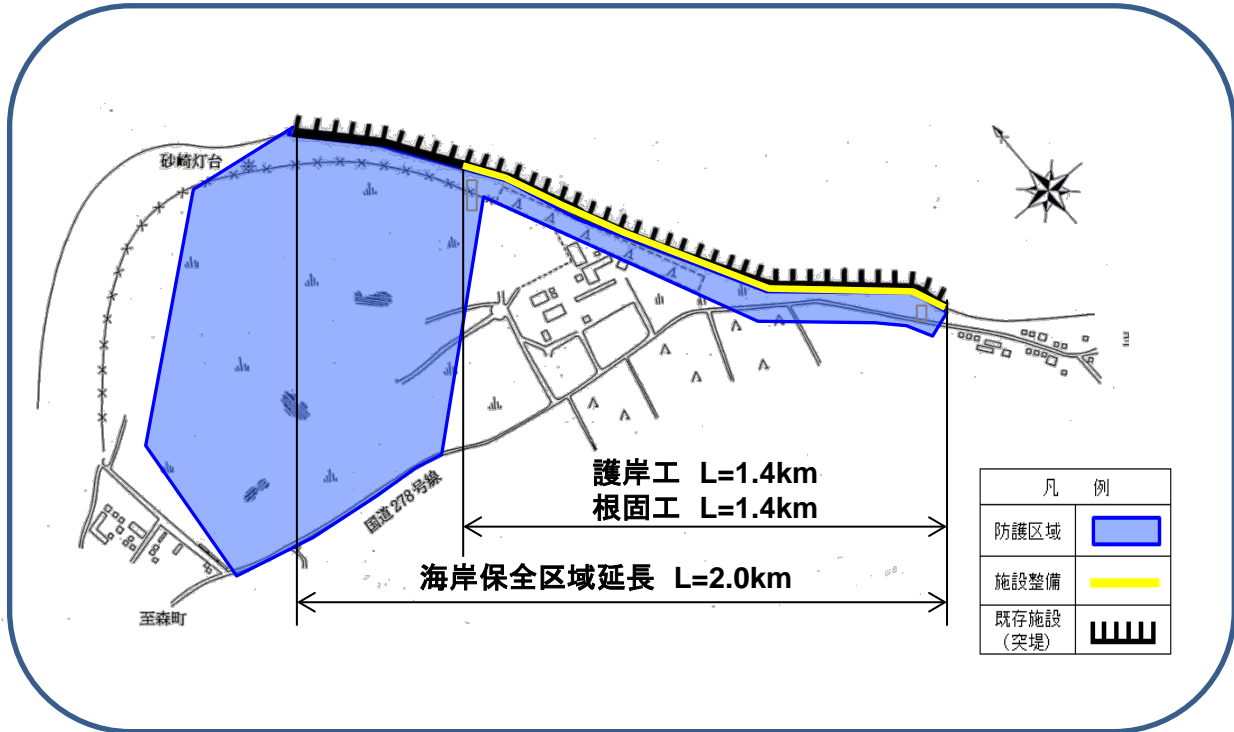 砂崎灯台
国道278号線
至森町
護岸工 L=1.4km
根固工 L=1.4km
海岸保全区域延長 L=2.0km
凡 例
防護区域
施設整備
既存施設
(突堤)